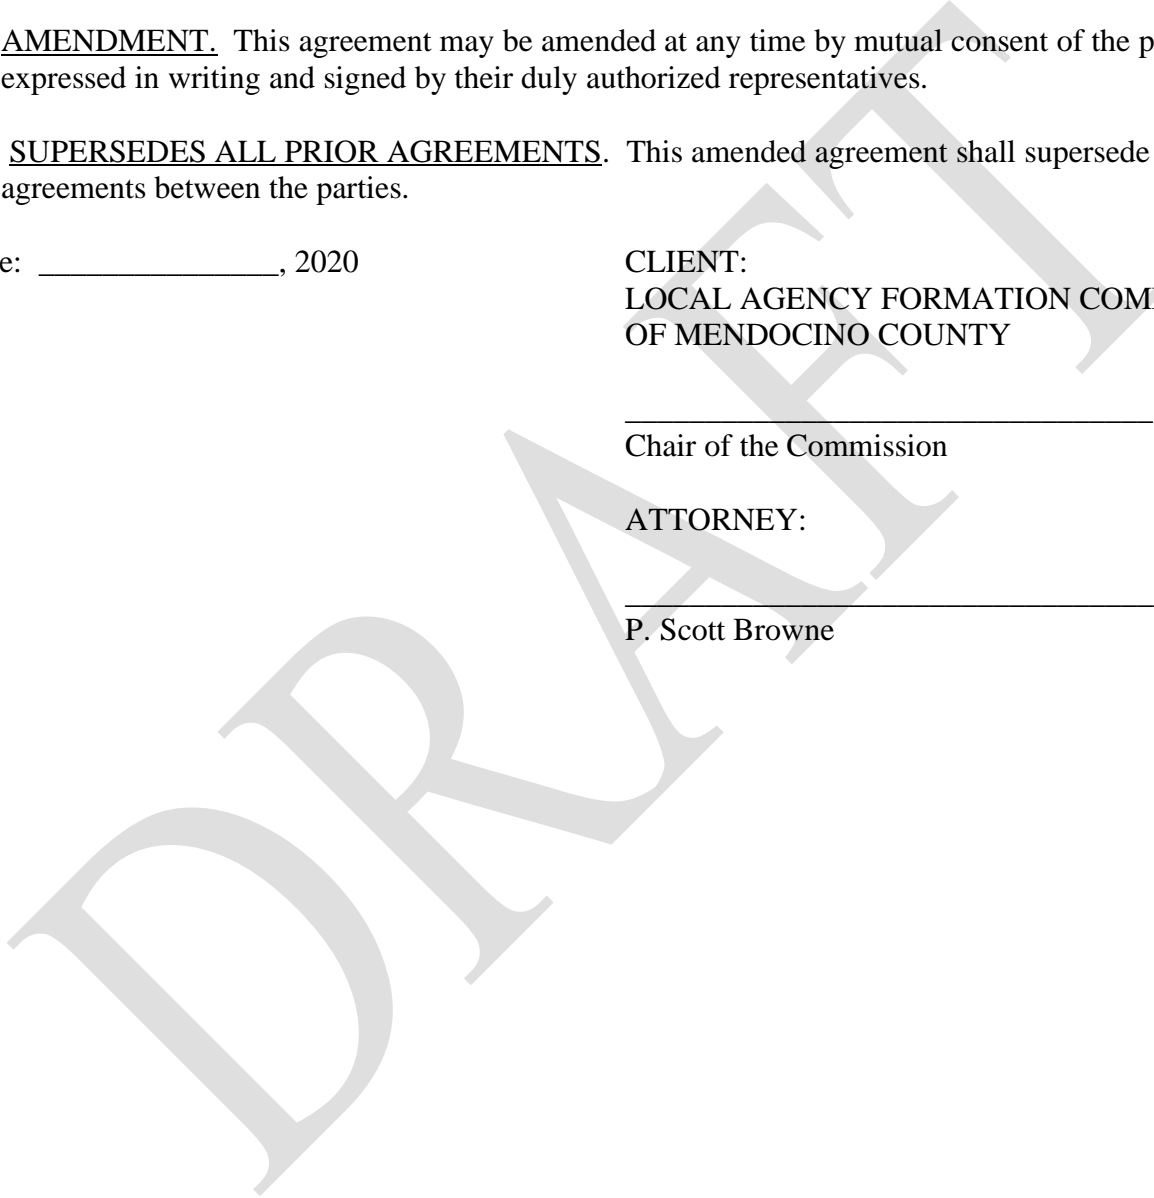 AMENDMENT. This agreement may be amended at any time by mutual consent of the p
expressed in writing and signed by their duly authorized representatives.
SUPERSEDES ALL PRIOR AGREEMENTS. This amended agreement shall supersede
agreements between the parties.
e: _______________, 2020
CLIENT:
LOCAL AGENCY FORMATION COM
OF MENDOCINO COUNTY
_________________________________
Chair of the Commission
ATTORNEY:
_________________________________
P. Scott Browne
DRAFT